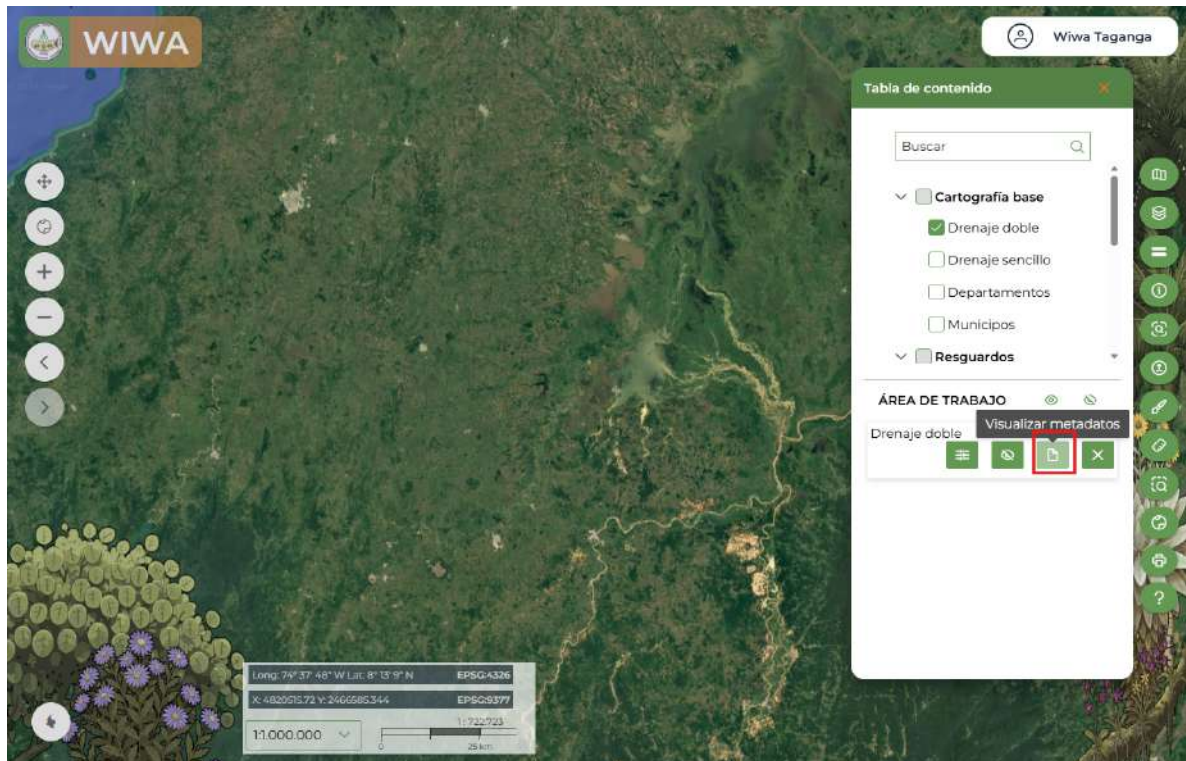 WIWA
Wiwa Taganga
Tabla de contenido
Buscar
Cartografía base
Drenaje doble
Drenaje sencillo
Departamentos
Municipos
Resguardos
ÁREA DE TRABAJO
Visualizar metadatos
Drenaje doble
Long: 74° 37' 48" W Lat: 8° 13' 9" N EPSG:4326
X: 4820515.72 Y: 2466585.344 EPSG:9377
1:1.000.000
1 : 722.723
0 25 km
?